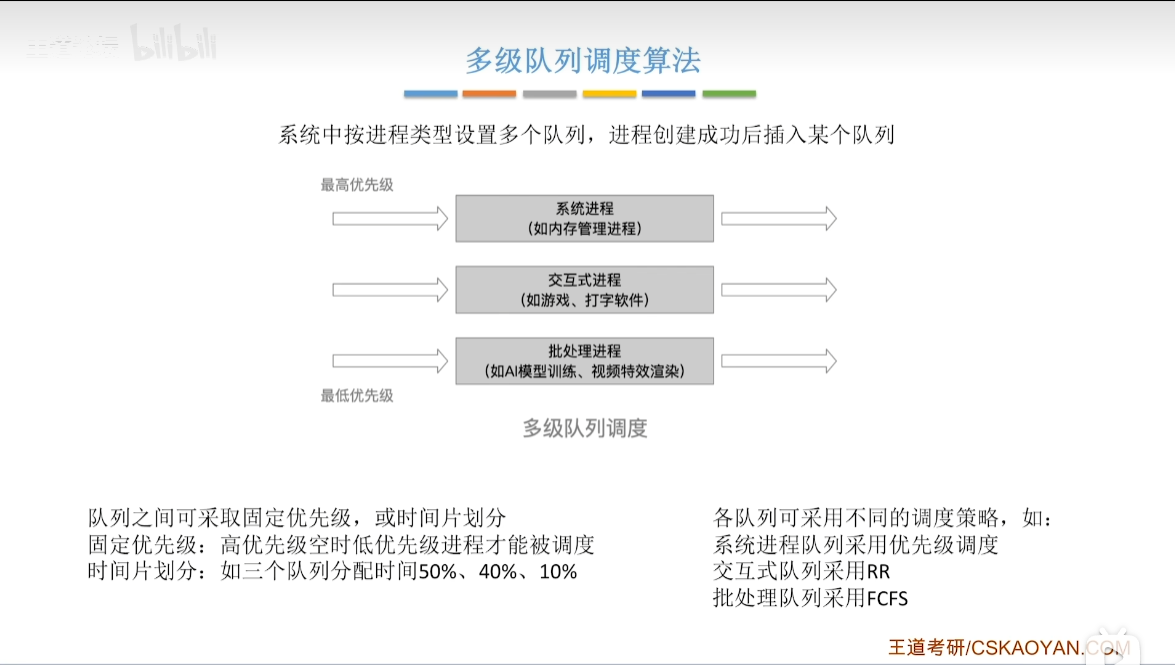 bilibili
多级队列调度算法
系统中按进程类型设置多个队列，进程创建成功后插入某个队列
最高优先级
系统进程
（如内存管理进程）
交互式进程
（如游戏、打字软件）
批处理进程
（如AI模型训练、视频特效渲染）
最低优先级
多级队列调度
队列之间可采取固定优先级，或时间片划分
固定优先级：高优先级空时低优先级进程才能被调度
时间片划分：如三个队列分配时间50%、40%、10%
各队列可采用不同的调度策略，如：
系统进程队列采用优先级调度
交互式队列采用RR
批处理队列采用FCFS
王道考研/CSKAOYAN.COM